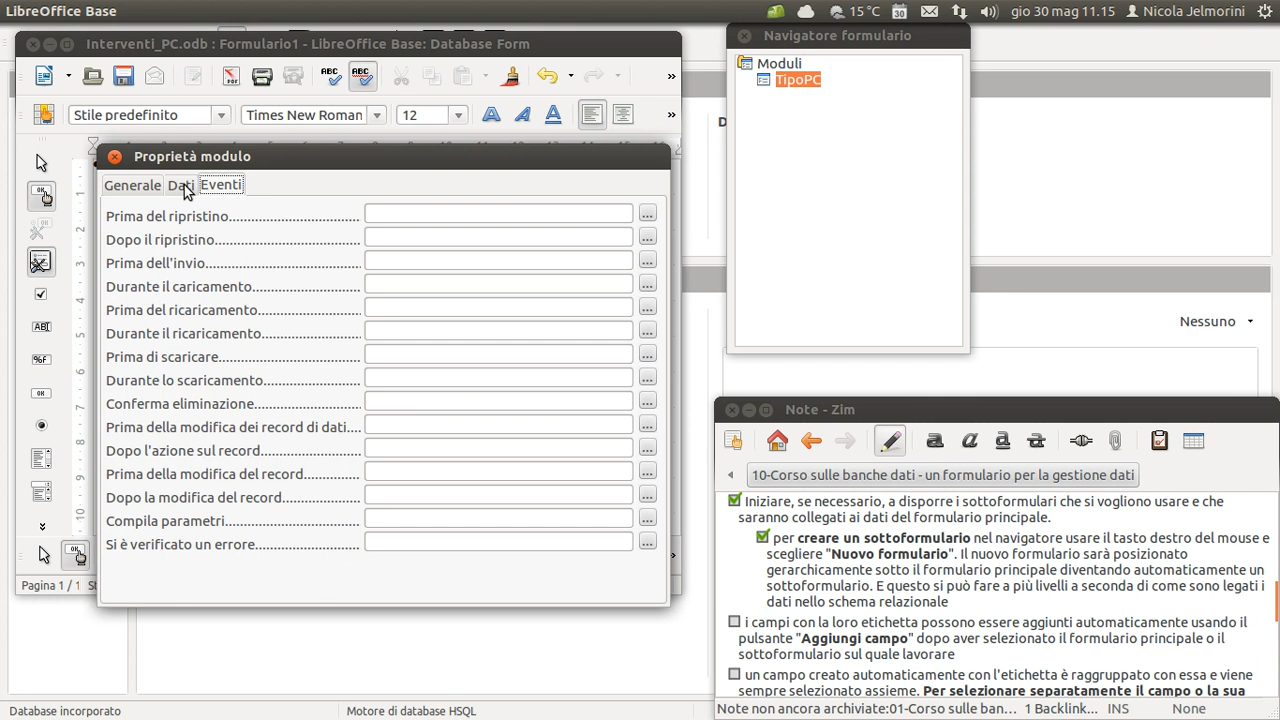 LibreOffice Base
15°C
30
gio 30 mag 11.15
Nicola Jelmorini
Interventi_PC.odb : Formulario1 - LibreOffice Base: Database Form
Stile predefinito
Times New Roman
12
Navigatore formulario
Moduli
TipoPC
Proprietà modulo
Generale
Dati
Eventi
Prima del ripristino
Dopo il ripristino
Prima dell'invio
Durante il caricamento
Prima del ricaricamento
Durante il ricaricamento
Prima di scaricare
Durante lo scaricamento
Conferma eliminazione
Prima della modifica dei record di dati
Dopo l'azione sul record
Prima della modifica del record
Dopo la modifica del record
Compila parametri
Si è verificato un errore
Pagina 1 / 1
Nessuno
Note - Zim
10-Corso sulle banche dati - un formulario per la gestione dati
Iniziare, se necessario, a disporre i sottoformulari che si vogliono usare e che
saranno collegati ai dati del formulario principale.
per creare un sottoformulario nel navigatore usare il tasto destro del mouse e
scegliere "Nuovo formulario". Il nuovo formulario sarà posizionato
gerarchicamente sotto il formulario principale diventando automaticamente un
sottoformulario. E questo si può fare a più livelli a seconda di come sono legati i
dati nello schema relazionale
i campi con la loro etichetta possono essere aggiunti automaticamente usando il
pulsante "Aggiungi campo" dopo aver selezionato il formulario principale o il
sottoformulario sul quale lavorare
un campo creato automaticamente con l'etichetta è raggruppato con essa e viene
sempre selezionato assieme. Per selezionare separatamente il campo o la sua
Note non ancora archiviate:01-Corso sulle ban...
1 Backlink...
INS
None
Database incorporato
Motore di database HSQL